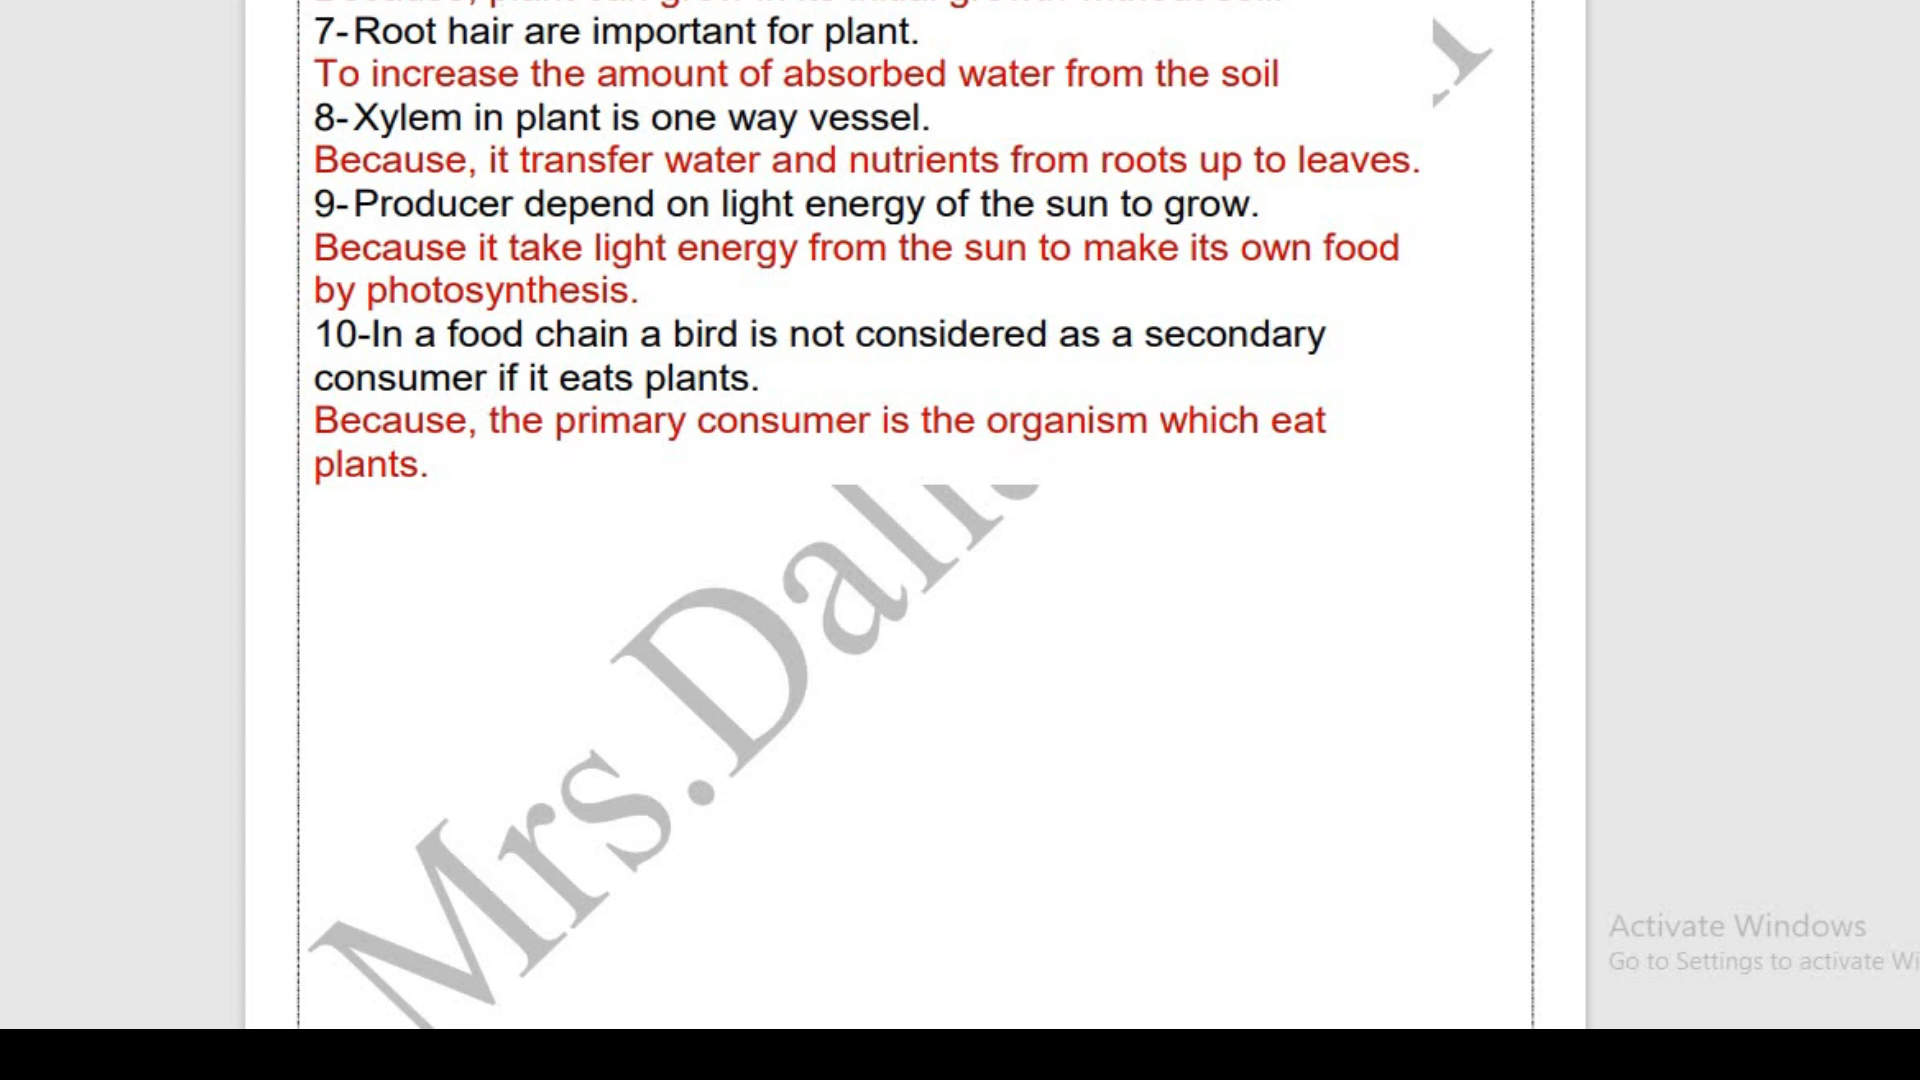 7-Root hair are important for plant.
To increase the amount of absorbed water from the soil
8-Xylem in plant is one way vessel.
Because, it transfer water and nutrients from roots up to leaves.
9-Producer depend on light energy of the sun to grow.
Because it take light energy from the sun to make its own food
by photosynthesis.
10-In a food chain a bird is not considered as a secondary
consumer if it eats plants.
Because, the primary consumer is the organism which eat
plants.
Mrs.Dali
Activate Windows
Go to Settings to activate Wi